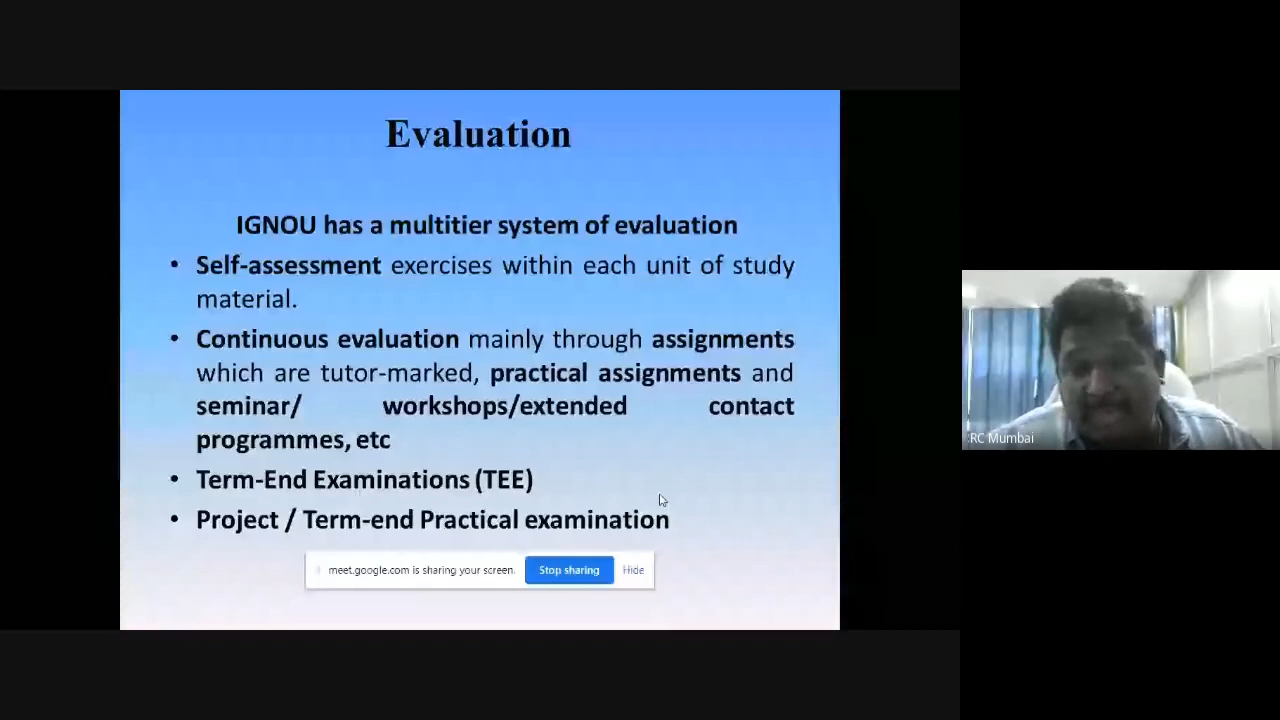 Evaluation
IGNOU has a multitier system of evaluation
• Self-assessment exercises within each unit of study
material.
• Continuous evaluation mainly through assignments
which are tutor-marked, practical assignments and
seminar/ workshops/extended contact
programmes, etc
• Term-End Examinations (TEE)
• Project / Term-end Practical examination
meet.google.com is sharing your screen. Stop sharing Hide
RC Mumbai